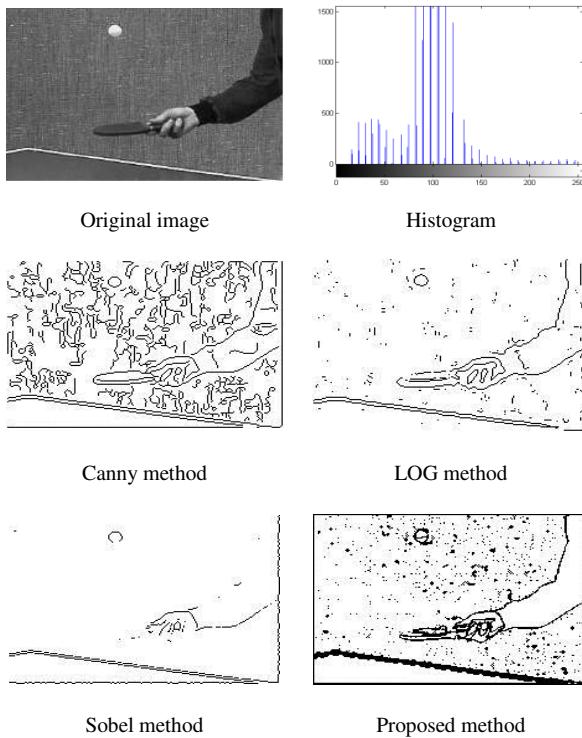 1500
1000
500
0
0 50 100 150 200 250
Original image Histogram
Canny method LOG method
Sobel method Proposed method